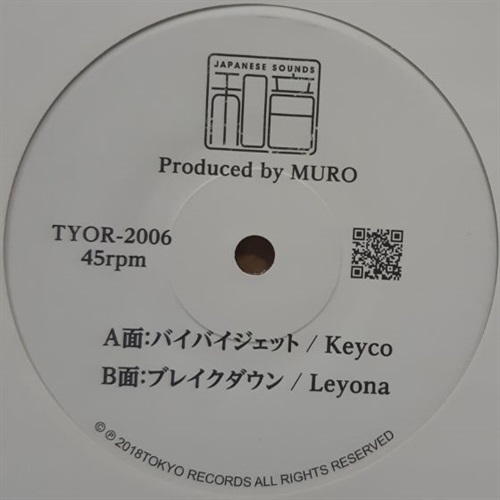 JAPANESE SOUNDS
和音
Produced by MURO
TYOR-2006
45rpm
A面:バイバイジェット / Keyco
B面:ブレイクダウン / Leyona
©℗2018TOKYO RECORDS ALL RIGHTS RESERVED